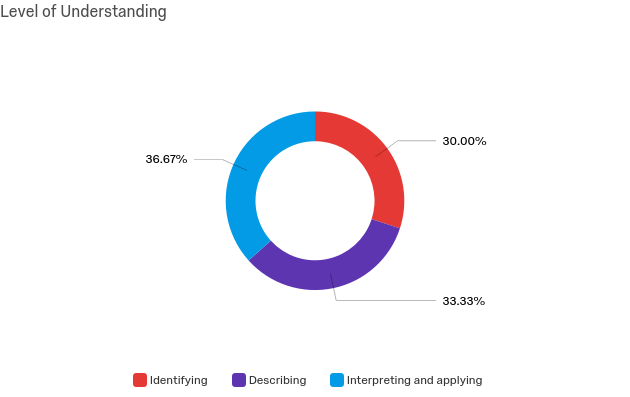 Level of Understanding
36.67%
30.00%
33.33%
Identifying
Describing
Interpreting and applying